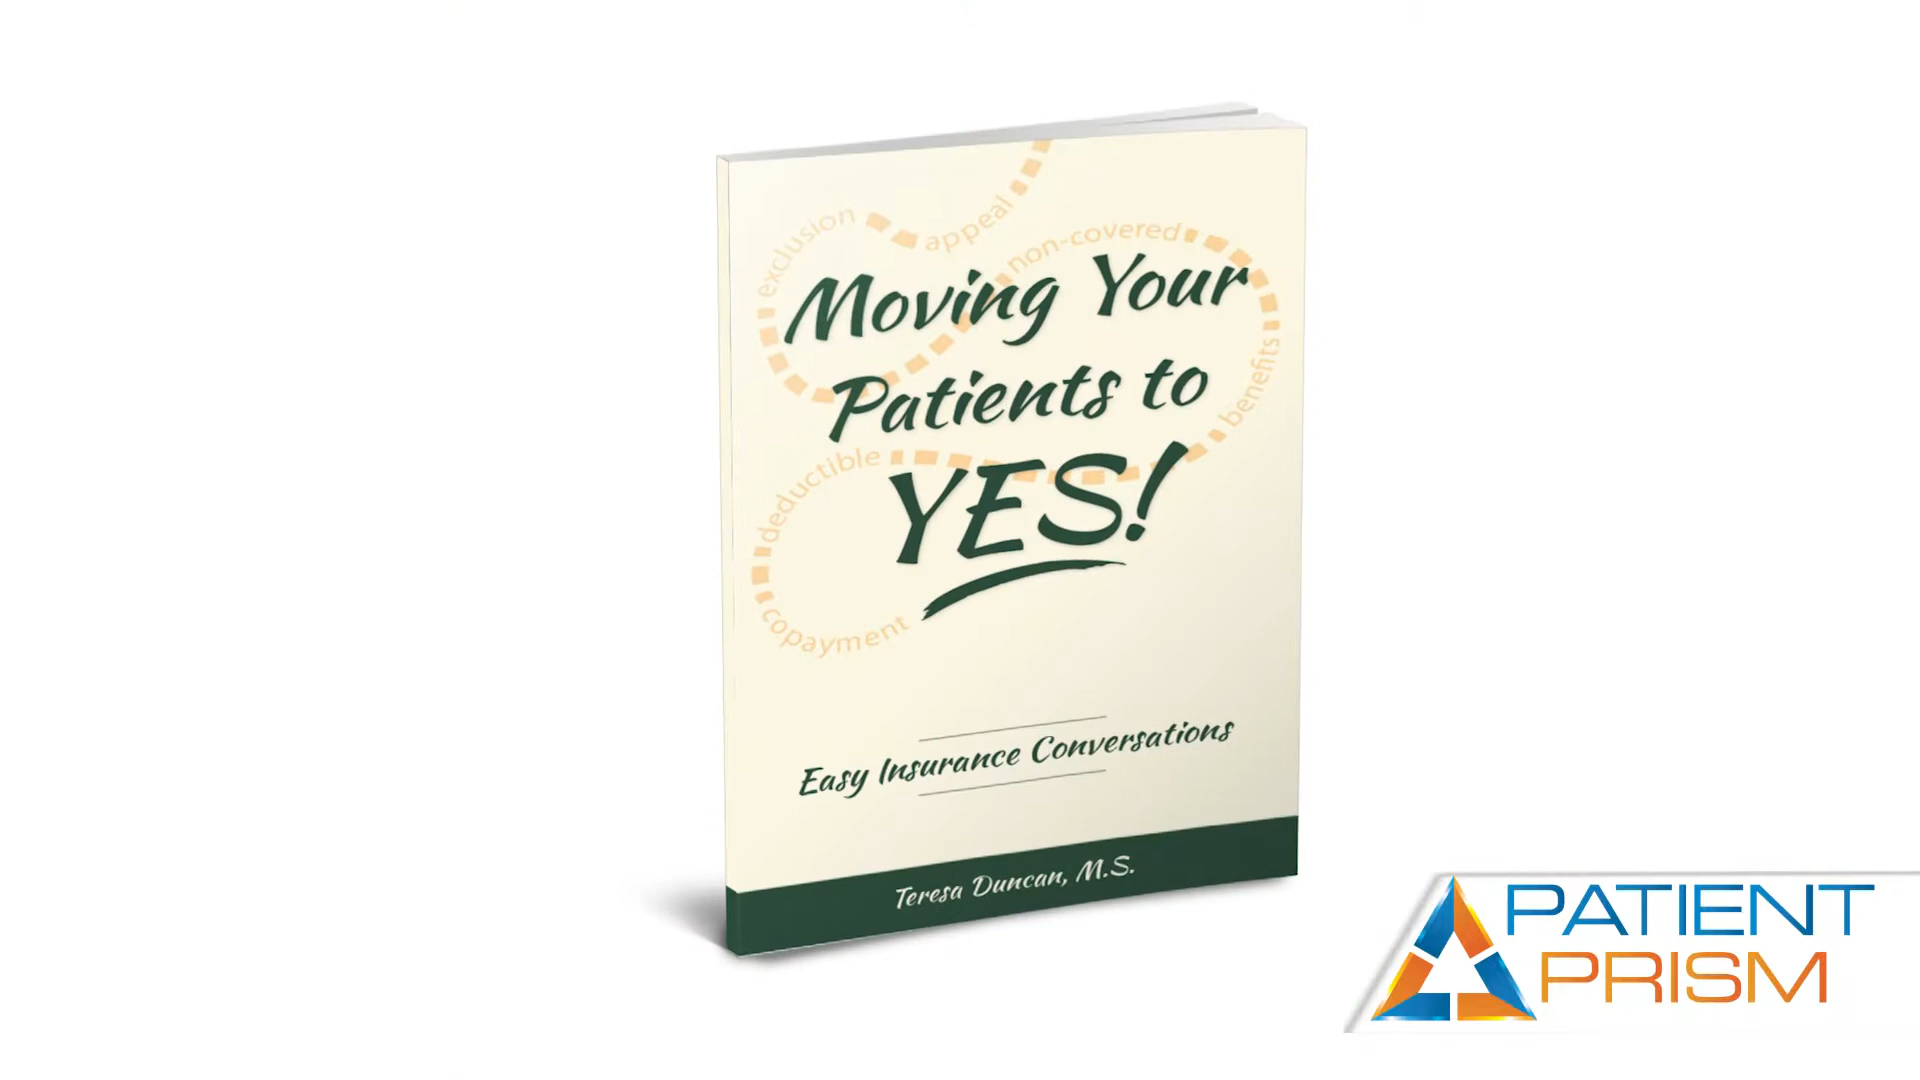 exclusion
appeal
non-covered
Moving Your
Patients to
YES!
benefits
deductible
copayment
Easy Insurance Conversations
Teresa Duncan, M.S.
PATIENT
PRISM